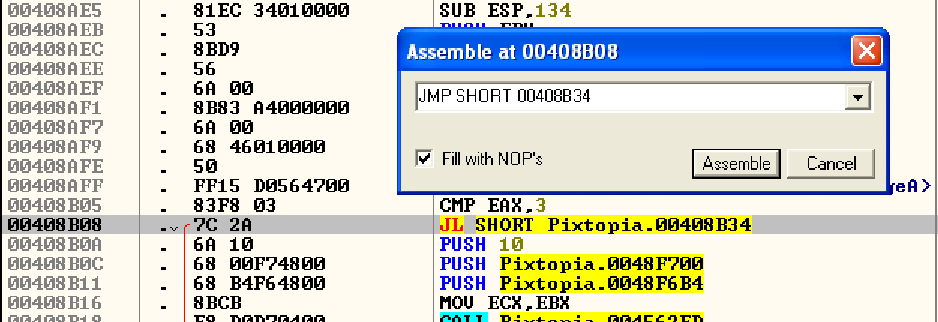 00408AE5 . 81EC 34010000 SUB ESP,134
00408AEB . 53
00408AEC . 8BD9
00408AEE . 56
00408AEF . 6A 00
00408AF1 . 8B83 A4000000
00408AF7 . 6A 00
00408AF9 . 68 46010000
00408AFE . 50
00408AFF . FF15 D0564700 reA>
00408B05 . 83F8 03 CMP EAX,3
00408B08 .v 7C 2A JL SHORT Pixtopia.00408B34
00408B0A . 6A 10 PUSH 10
00408B0C . 68 00F74800 PUSH Pixtopia.0048F700
00408B11 . 68 B4F64800 PUSH Pixtopia.0048F6B4
00408B16 . 8BCB MOV ECX,EBX
00408B18 . E8 D0D70400 CALL Pixtopia.004562ED
Assemble at 00408B08
JMP SHORT 00408B34
Fill with NOP's
Assemble Cancel